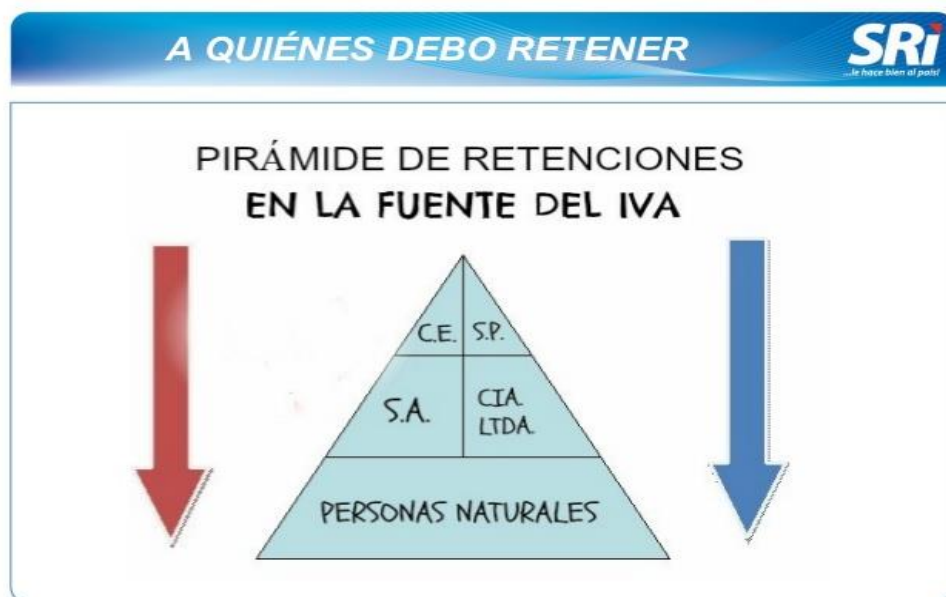 A QUIÉNES DEBO RETENER
SRi
...le hace bien al país!
PIRÁMIDE DE RETENCIONES
EN LA FUENTE DEL IVA
C.E.
S.P.
S.A.
CIA.
LTDA.
PERSONAS NATURALES